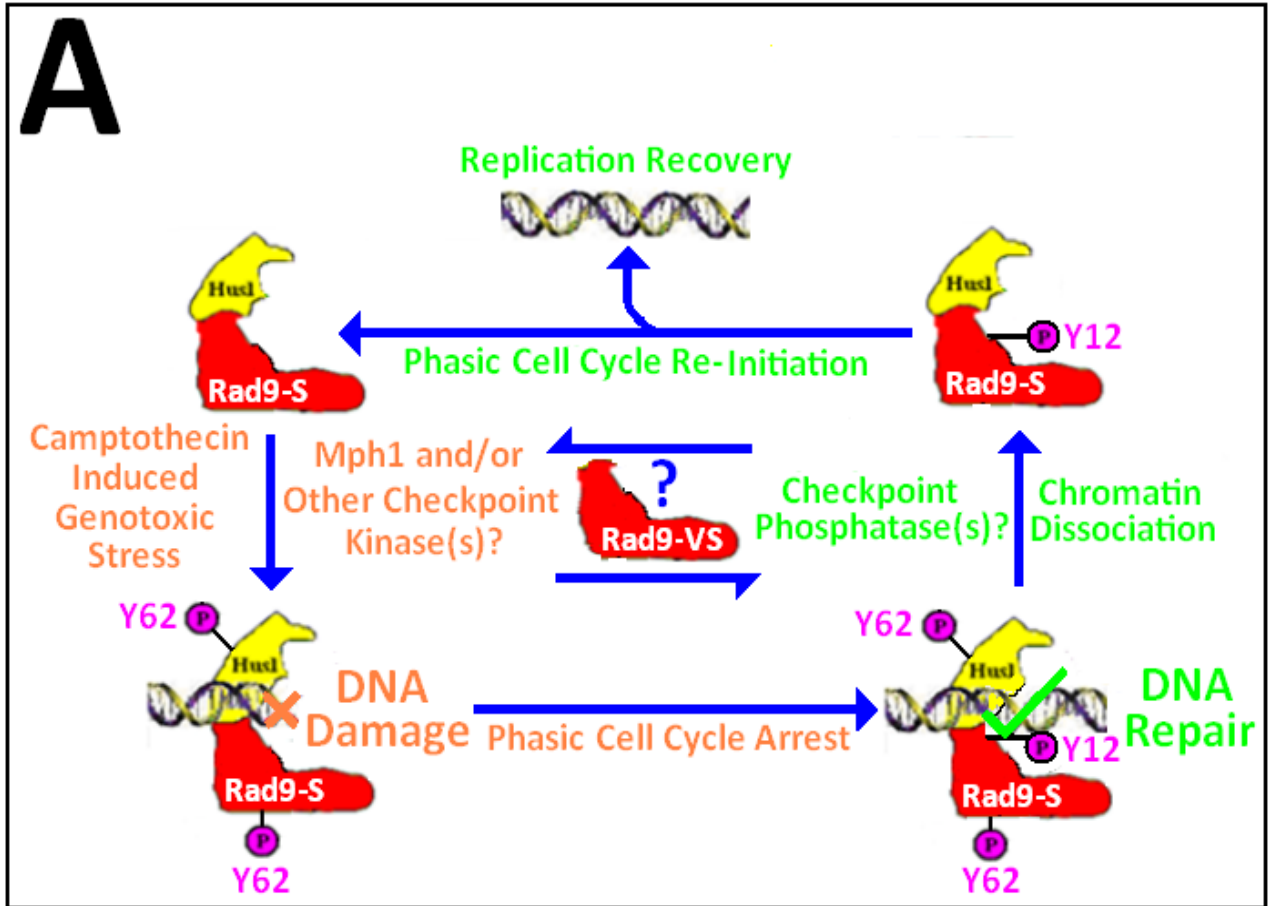 A
Replication Recovery
Hus1
Rad9-S
Hus1
P Y12
Rad9-S
Phasic Cell Cycle Re-Initiation
Camptothecin
Induced
Genotoxic
Stress
Mph1 and/or
Other Checkpoint
Kinase(s)?
?
Rad9-VS
Checkpoint
Phosphatase(s)?
Chromatin
Dissociation
Y62 P
Hus1
DNA
Damage
Rad9-S
P
Y62
Phasic Cell Cycle Arrest
Y62 P
Hus1
DNA
Repair
P Y12
Rad9-S
P
Y62